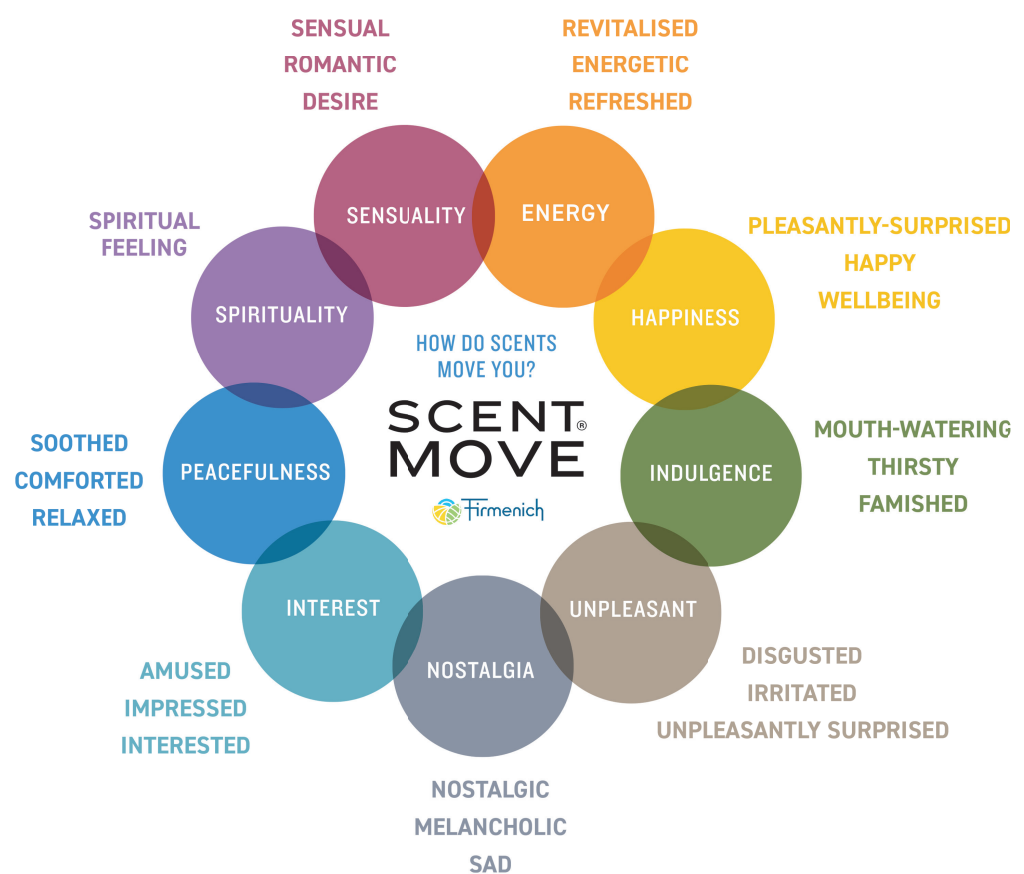 SENSUAL
ROMANTIC
DESIRE
REVITALISED
ENERGETIC
REFRESHED
SENSUALITY
ENERGY
SPIRITUAL
FEELING
SPIRITUALITY
PLEASANTLY-SURPRISED
HAPPY
WELLBEING
HAPPINESS
HOW DO SCENTS
MOVE YOU?
SCENT®
MOVE
Firmenich
SOOTHED
COMFORTED
RELAXED
PEACEFULNESS
INDULGENCE
MOUTH-WATERING
THIRSTY
FAMISHED
INTEREST
UNPLEASANT
NOSTALGIA
AMUSED
IMPRESSED
INTERESTED
DISGUSTED
IRRITATED
UNPLEASANTLY SURPRISED
NOSTALGIC
MELANCHOLIC
SAD